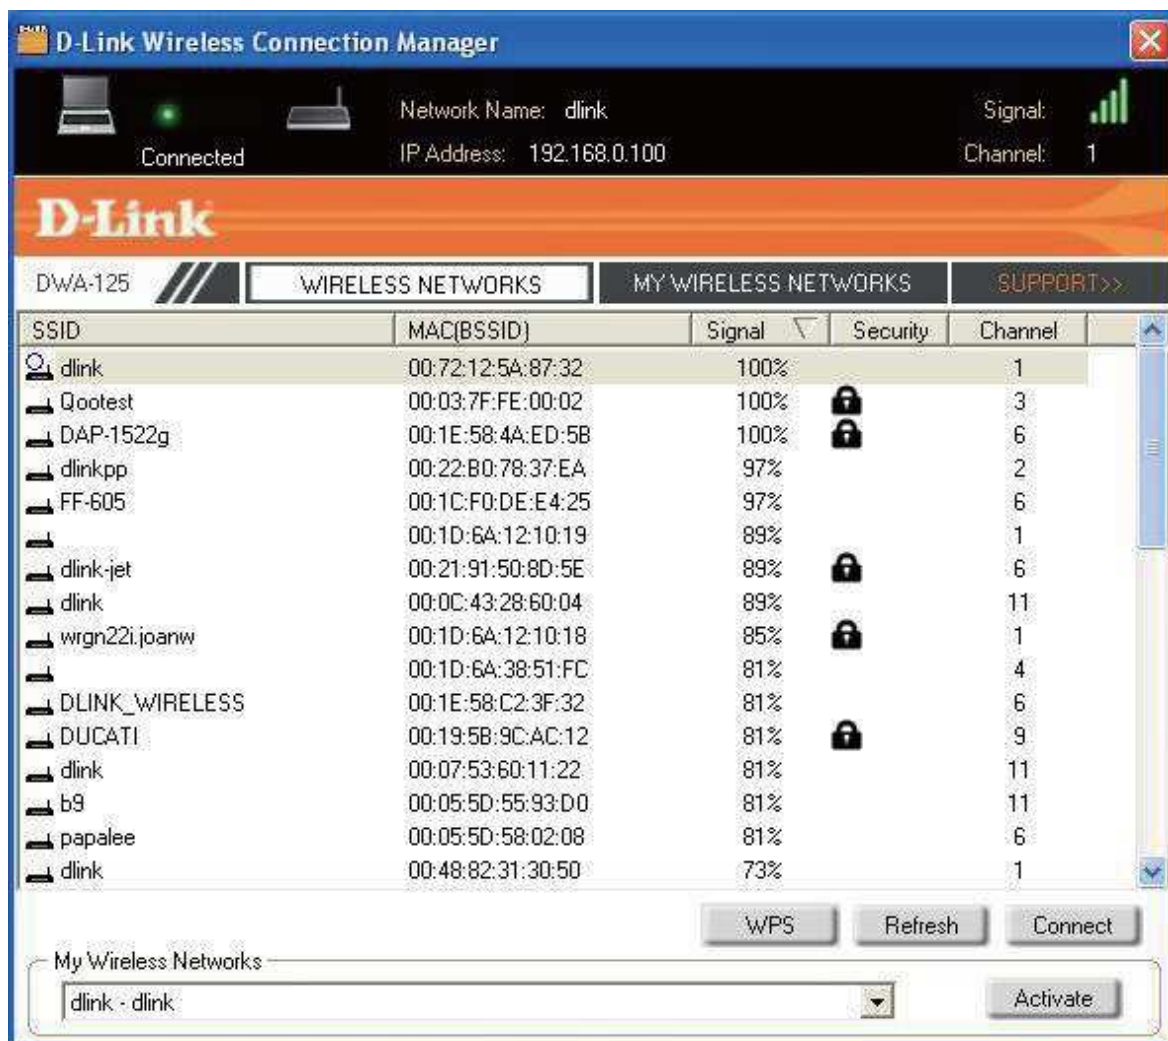 D-Link Wireless Connection Manager
Network Name: dlink Signal:
Connected IP Address: 192.168.0.100 Channel: 1
D-Link
DWA-125 WIRELESS NETWORKS MY WIRELESS NETWORKS SUPPORT>>
SSID MAC(BSSID) Signal Security Channel
dlink 00:72:12:5A:87:32 100% 1
Qootest 00:03:7F:FE:00:02 100% 3
DAP-1522g 00:1E:58:4A:ED:5B 100% 6
dlinkpp 00:22:B0:78:37:EA 97% 2
FF-605 00:1C:F0:DE:E4:25 97% 6
00:1D:6A:12:10:19 89% 1
dlink-jet 00:21:91:50:8D:5E 89% 6
dlink 00:0C:43:28:60:04 89% 11
wrgn22i.joanw 00:1D:6A:12:10:18 85% 1
00:1D:6A:38:51:FC 81% 4
DLINK_WIRELESS 00:1E:58:C2:3F:32 81% 6
DUCATI 00:19:5B:9C:AC:12 81% 9
dlink 00:07:53:60:11:22 81% 11
b9 00:05:5D:55:93:D0 81% 11
papalee 00:05:5D:58:02:08 81% 6
dlink 00:48:82:31:30:50 73% 1
WPS Refresh Connect
My Wireless Networks
dlink - dlink Activate